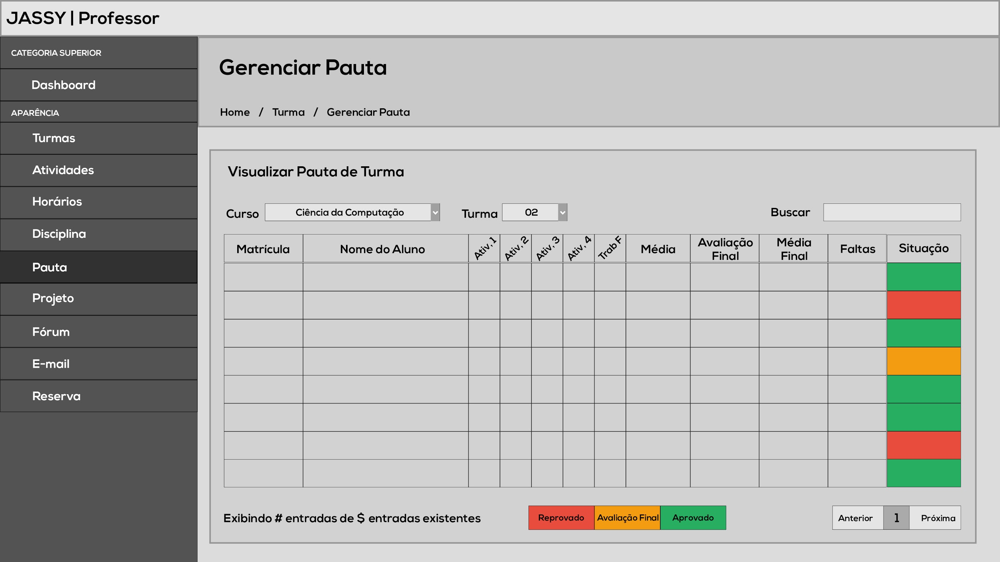 JASSY | Professor
CATEGORIA SUPERIOR
Dashboard
APARÊNCIA
Turmas
Atividades
Horários
Disciplina
Pauta
Projeto
Fórum
E-mail
Reserva
Gerenciar Pauta
Home / Turma / Gerenciar Pauta
Visualizar Pauta de Turma
Curso Ciência da Computação Turma 02 Buscar
Matrícula
Nome do Aluno
Ativ, 1
Ativ, 2
Ativ, 3
Ativ, 4
Trab F
Média
Avaliação
Final
Média
Final
Faltas
Situação
Exibindo # entradas de $ entradas existentes
Reprovado
Avaliação Final
Aprovado
Anterior 1 Próxima